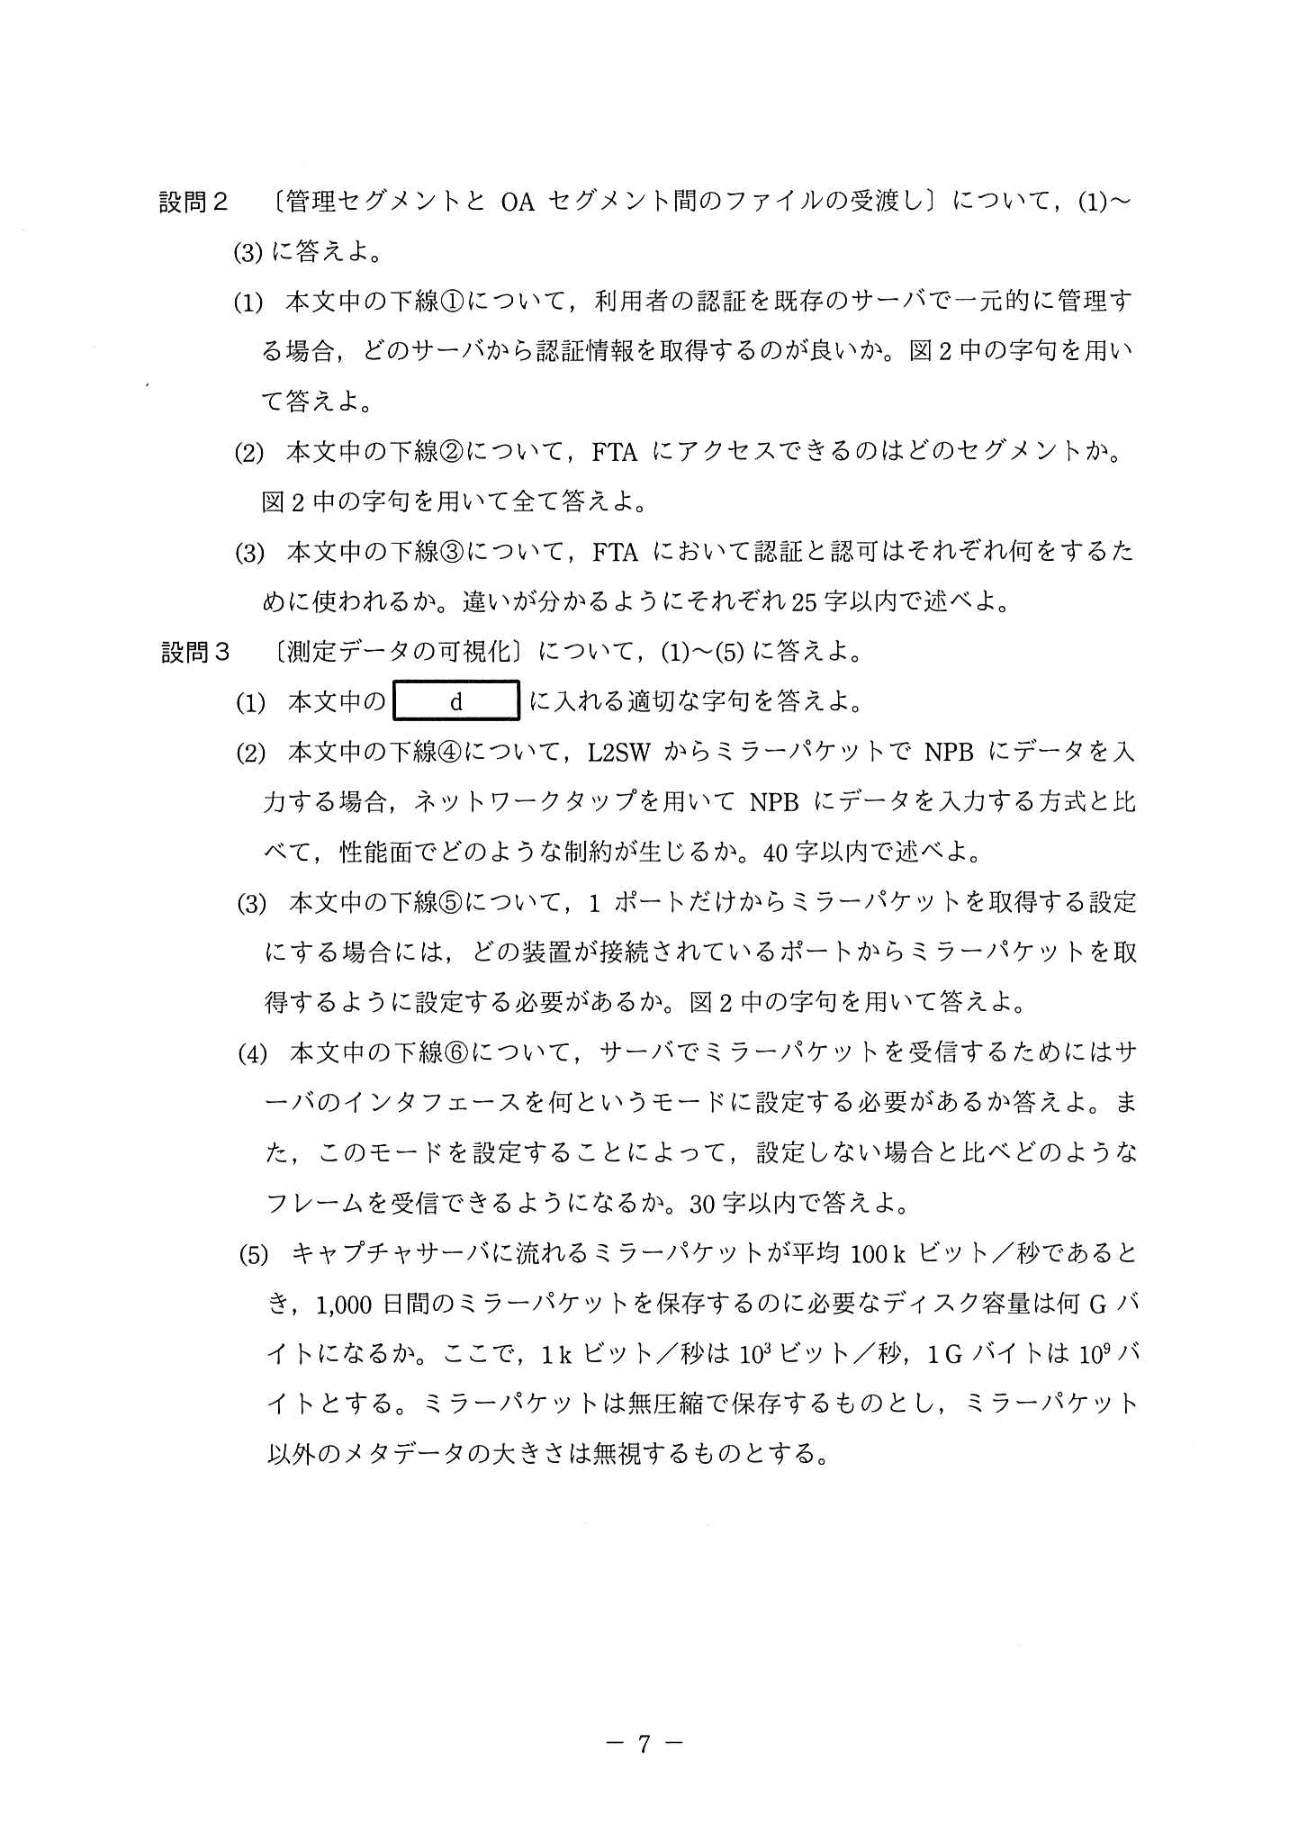 設問2 〔管理セグメントと OA セグメント間のファイルの受渡し〕について，(1)～
(3) に答えよ。
(1) 本文中の下線①について，利用者の認証を既存のサーバで一元的に管理す
る場合，どのサーバから認証情報を取得するのが良いか。図 2 中の字句を用い
て答えよ。
(2) 本文中の下線②について，FTA にアクセスできるのはどのセグメントか。
図 2 中の字句を用いて全て答えよ。
(3) 本文中の下線③について，FTA において認証と認可はそれぞれ何をするた
めに使われるか。違いが分かるようにそれぞれ 25 字以内で述べよ。
設問3 〔測定データの可視化〕について，(1)～(5) に答えよ。
(1) 本文中の d に入れる適切な字句を答えよ。
(2) 本文中の下線④について，L2SW からミラーパケットで NPB にデータを入
力する場合，ネットワークタップを用いて NPB にデータを入力する方式と比
べて，性能面でどのような制約が生じるか。40 字以内で述べよ。
(3) 本文中の下線⑤について，1 ポートだけからミラーパケットを取得する設定
にする場合には，どの装置が接続されているポートからミラーパケットを取
得するように設定する必要があるか。図 2 中の字句を用いて答えよ。
(4) 本文中の下線⑥について，サーバでミラーパケットを受信するためにはサ
ーバのインタフェースを何というモードに設定する必要があるか答えよ。ま
た，このモードを設定することによって，設定しない場合と比べどのような
フレームを受信できるようになるか。30 字以内で答えよ。
(5) キャプチャサーバに流れるミラーパケットが平均 100 k ビット／秒であると
き，1,000 日間のミラーパケットを保存するのに必要なディスク容量は何 G バ
イトになるか。ここで，1 k ビット／秒は 10³ ビット／秒，1 G バイトは 10⁹ バ
イトとする。ミラーパケットは無圧縮で保存するものとし，ミラーパケット
以外のメタデータの大きさは無視するものとする。
－ 7 －